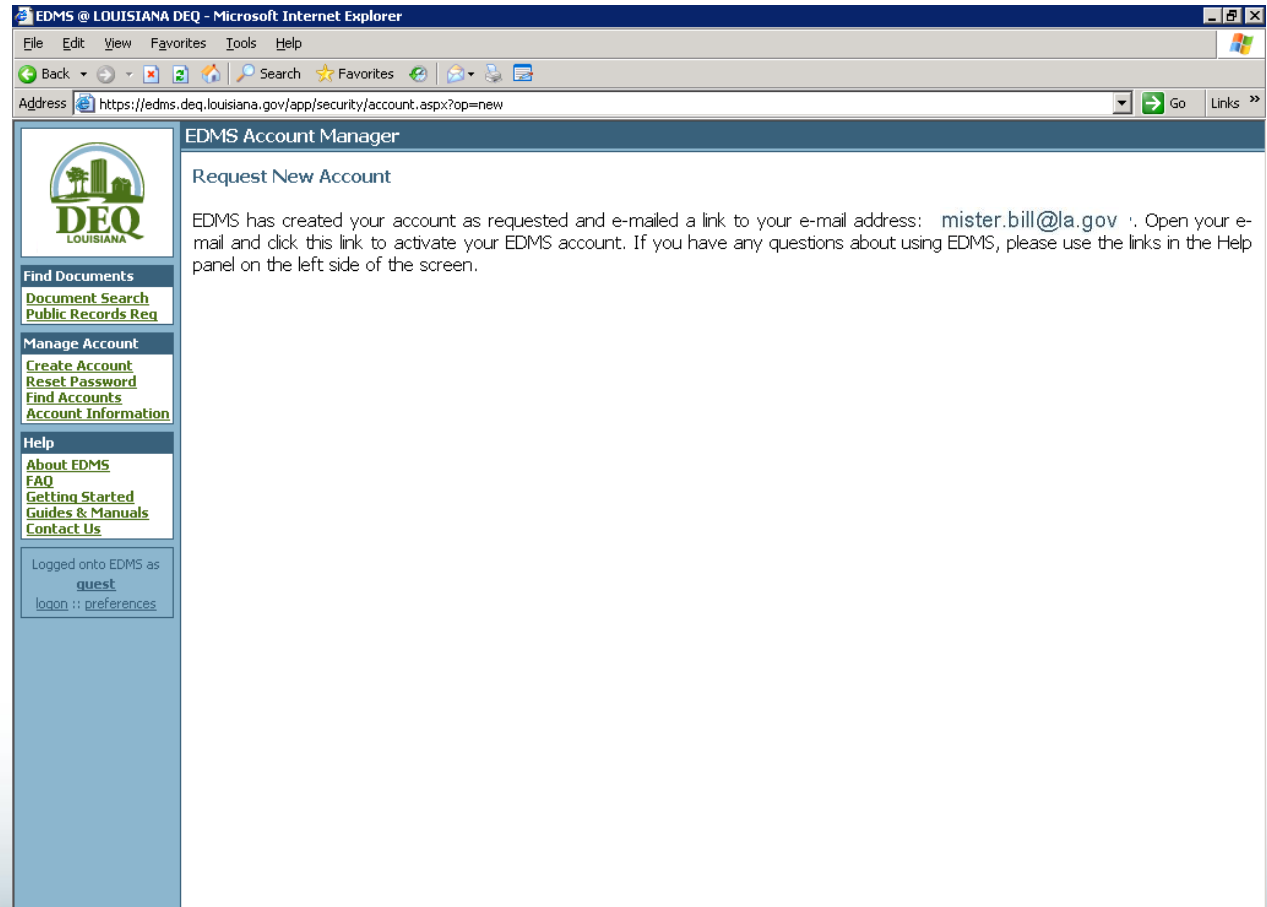 EDMS @ LOUISIANA DEQ - Microsoft Internet Explorer
File Edit View Favorites Tools Help
Back Search Favorites
Address https://edms.deq.louisiana.gov/app/security/account.aspx?op=new Go Links »
DEQ
LOUISIANA
Find Documents
Document Search
Public Records Req
Manage Account
Create Account
Reset Password
Find Accounts
Account Information
Help
About EDMS
FAQ
Getting Started
Guides & Manuals
Contact Us
Logged onto EDMS as
guest
logon :: preferences
EDMS Account Manager
Request New Account
EDMS has created your account as requested and e-mailed a link to your e-mail address: mister.bill@la.gov . Open your e-
mail and click this link to activate your EDMS account. If you have any questions about using EDMS, please use the links in the Help
panel on the left side of the screen.